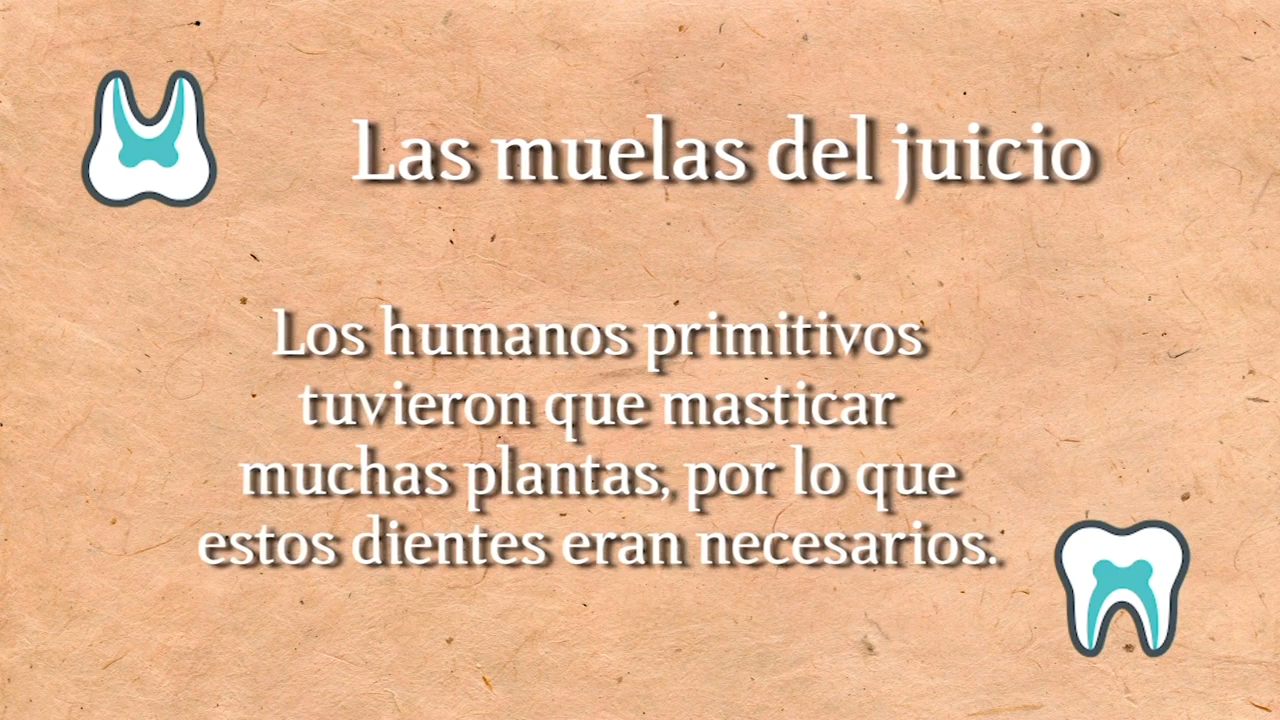 Las muelas del juicio
Los humanos primitivos
tuvieron que masticar
muchas plantas, por lo que
estos dientes eran necesarios.